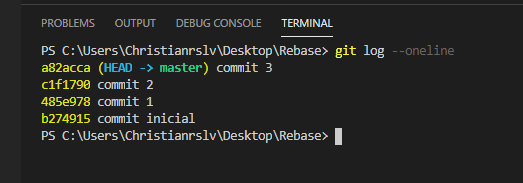 PROBLEMS OUTPUT DEBUG CONSOLE TERMINAL
PS C:\Users\Christianrslv\Desktop\Rebase> git log --oneline
a82acca (HEAD -> master) commit 3
c1f1790 commit 2
485e978 commit 1
b274915 commit inicial
PS C:\Users\Christianrslv\Desktop\Rebase>